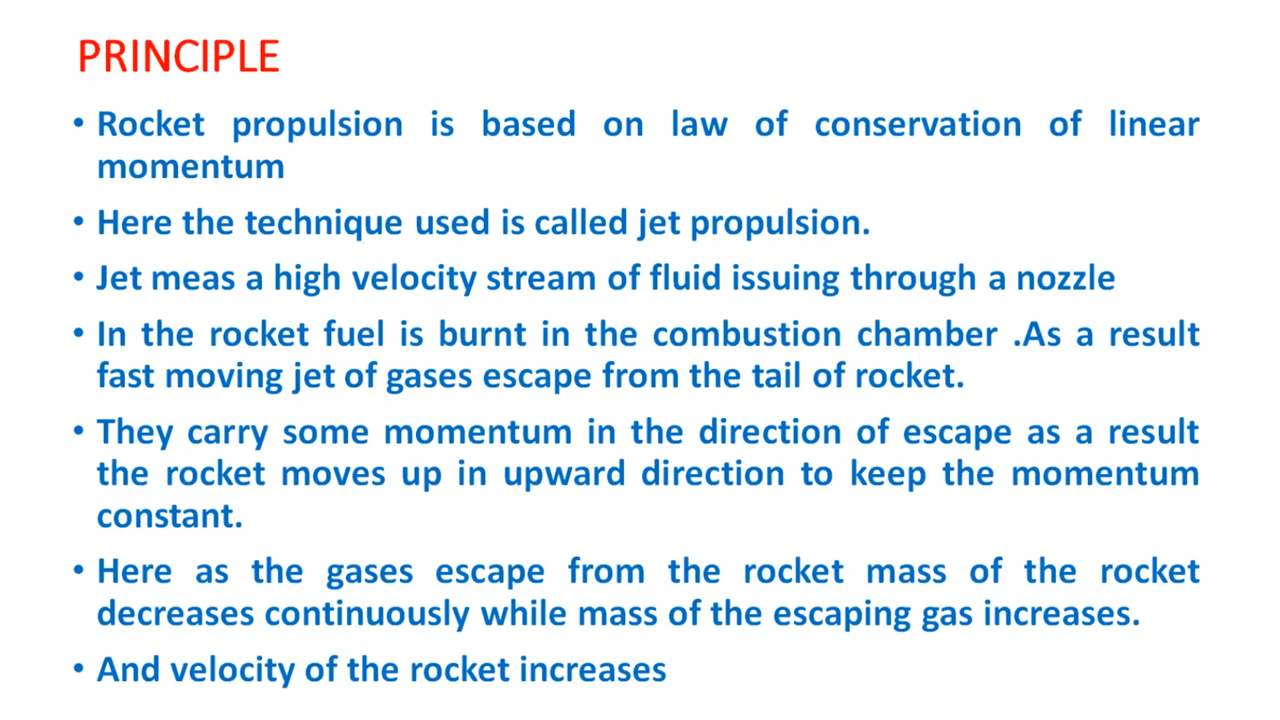 PRINCIPLE
• Rocket propulsion is based on law of conservation of linear
momentum
• Here the technique used is called jet propulsion.
• Jet meas a high velocity stream of fluid issuing through a nozzle
• In the rocket fuel is burnt in the combustion chamber .As a result
fast moving jet of gases escape from the tail of rocket.
• They carry some momentum in the direction of escape as a result
the rocket moves up in upward direction to keep the momentum
constant.
• Here as the gases escape from the rocket mass of the rocket
decreases continuously while mass of the escaping gas increases.
• And velocity of the rocket increases